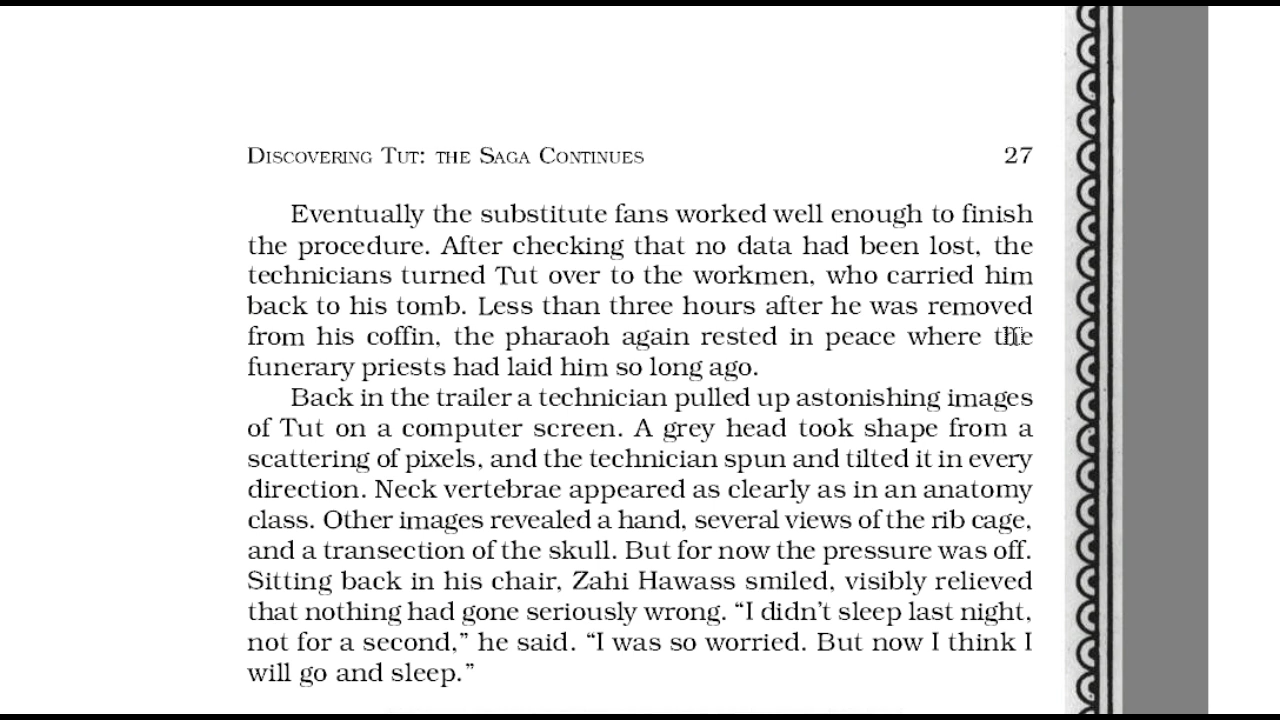 DISCOVERING TUT: THE SAGA CONTINUES 27
Eventually the substitute fans worked well enough to finish
the procedure. After checking that no data had been lost, the
technicians turned Tut over to the workmen, who carried him
back to his tomb. Less than three hours after he was removed
from his coffin, the pharaoh again rested in peace where the
funerary priests had laid him so long ago.
Back in the trailer a technician pulled up astonishing images
of Tut on a computer screen. A grey head took shape from a
scattering of pixels, and the technician spun and tilted it in every
direction. Neck vertebrae appeared as clearly as in an anatomy
class. Other images revealed a hand, several views of the rib cage,
and a transection of the skull. But for now the pressure was off.
Sitting back in his chair, Zahi Hawass smiled, visibly relieved
that nothing had gone seriously wrong. “I didn’t sleep last night,
not for a second,” he said. “I was so worried. But now I think I
will go and sleep.”